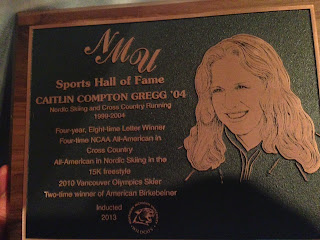 NMU
Sports Hall of Fame
CAITLIN COMPTON GREGG '04
Nordic Skiing and Cross Country Running
1999-2004
Four-year, Eight-time Letter Winner
Four-time NCAA All-American in
Cross Country
All-American in Nordic Skiing in the
15K freestyle
2010 Vancouver Olympics Skier
Two-time winner of American Birkebeiner
Inducted
2013